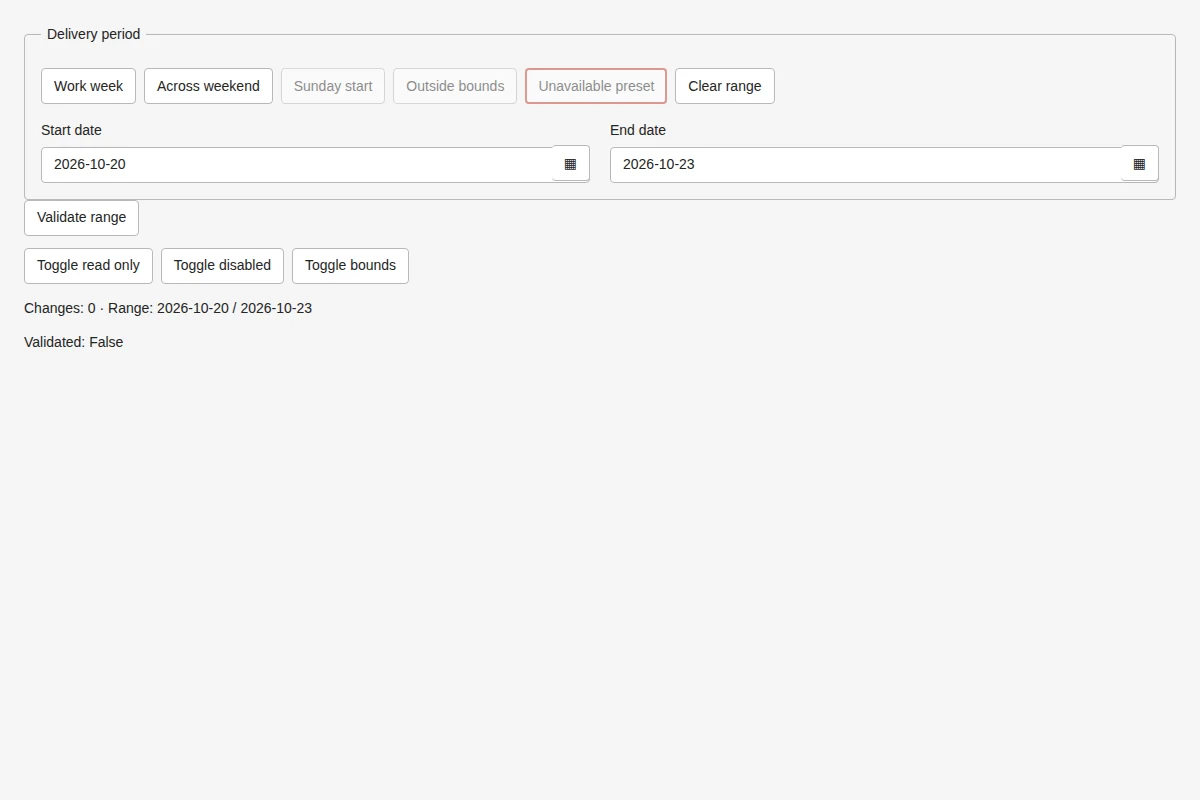 Delivery period
Work week Across weekend Sunday start Outside bounds Unavailable preset Clear range
Start date End date
2026-10-20 2026-10-23
Validate range
Toggle read only Toggle disabled Toggle bounds
Changes: 0 · Range: 2026-10-20 / 2026-10-23
Validated: False